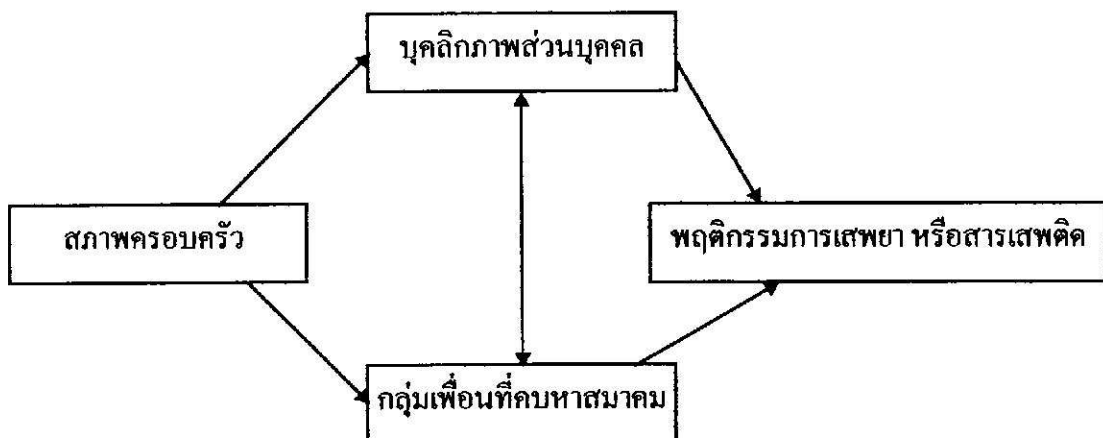 บุคลิกภาพส่วนบุคคล
สภาพครอบครัว
พฤติกรรมการเสพยา หรือสารเสพติด
กลุ่มเพื่อนที่คบหาสมาคม